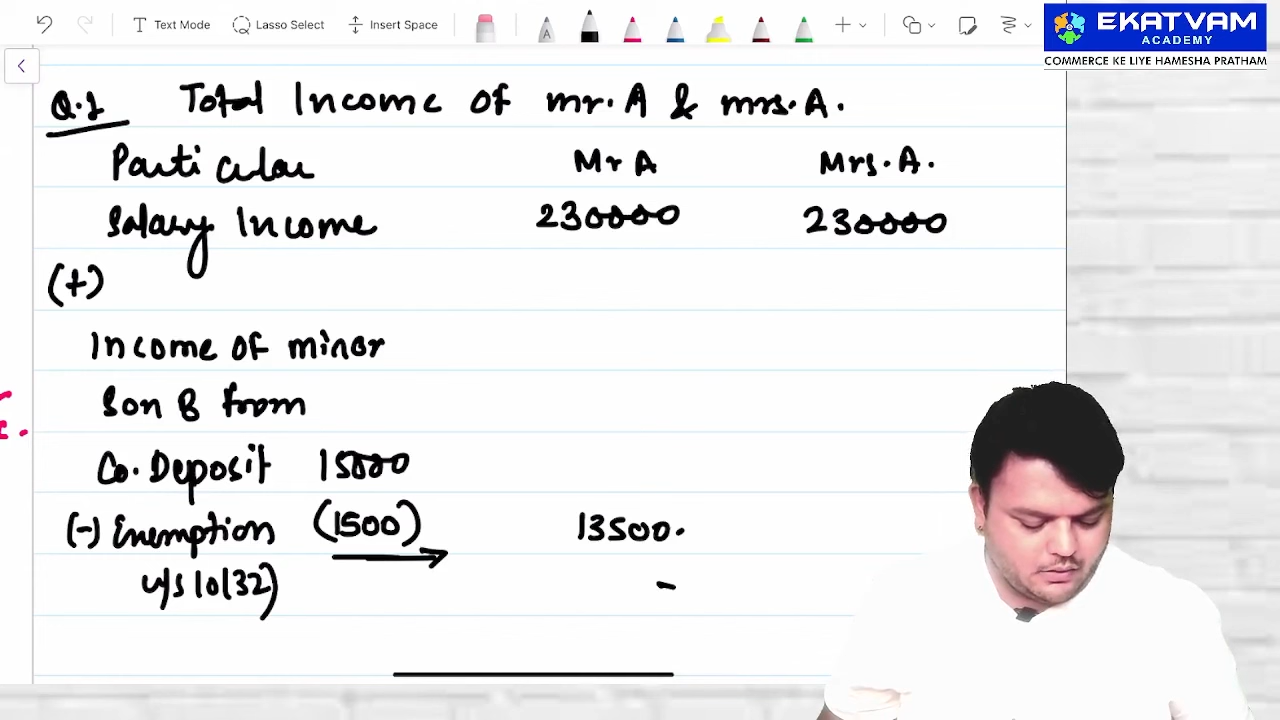 Text Mode Lasso Select Insert Space
EKATVAM
ACADEMY
COMMERCE KE LIYE HAMESHA PRATHAM
Q.1 Total Income of mr. A & mrs. A.
Particular Mr A Mrs. A.
Salary Income 230000 230000
(+)
Income of minor
Son B from
Co. Deposit 15000
(-) Exemption (1500) 13500.
u/s 10(32)